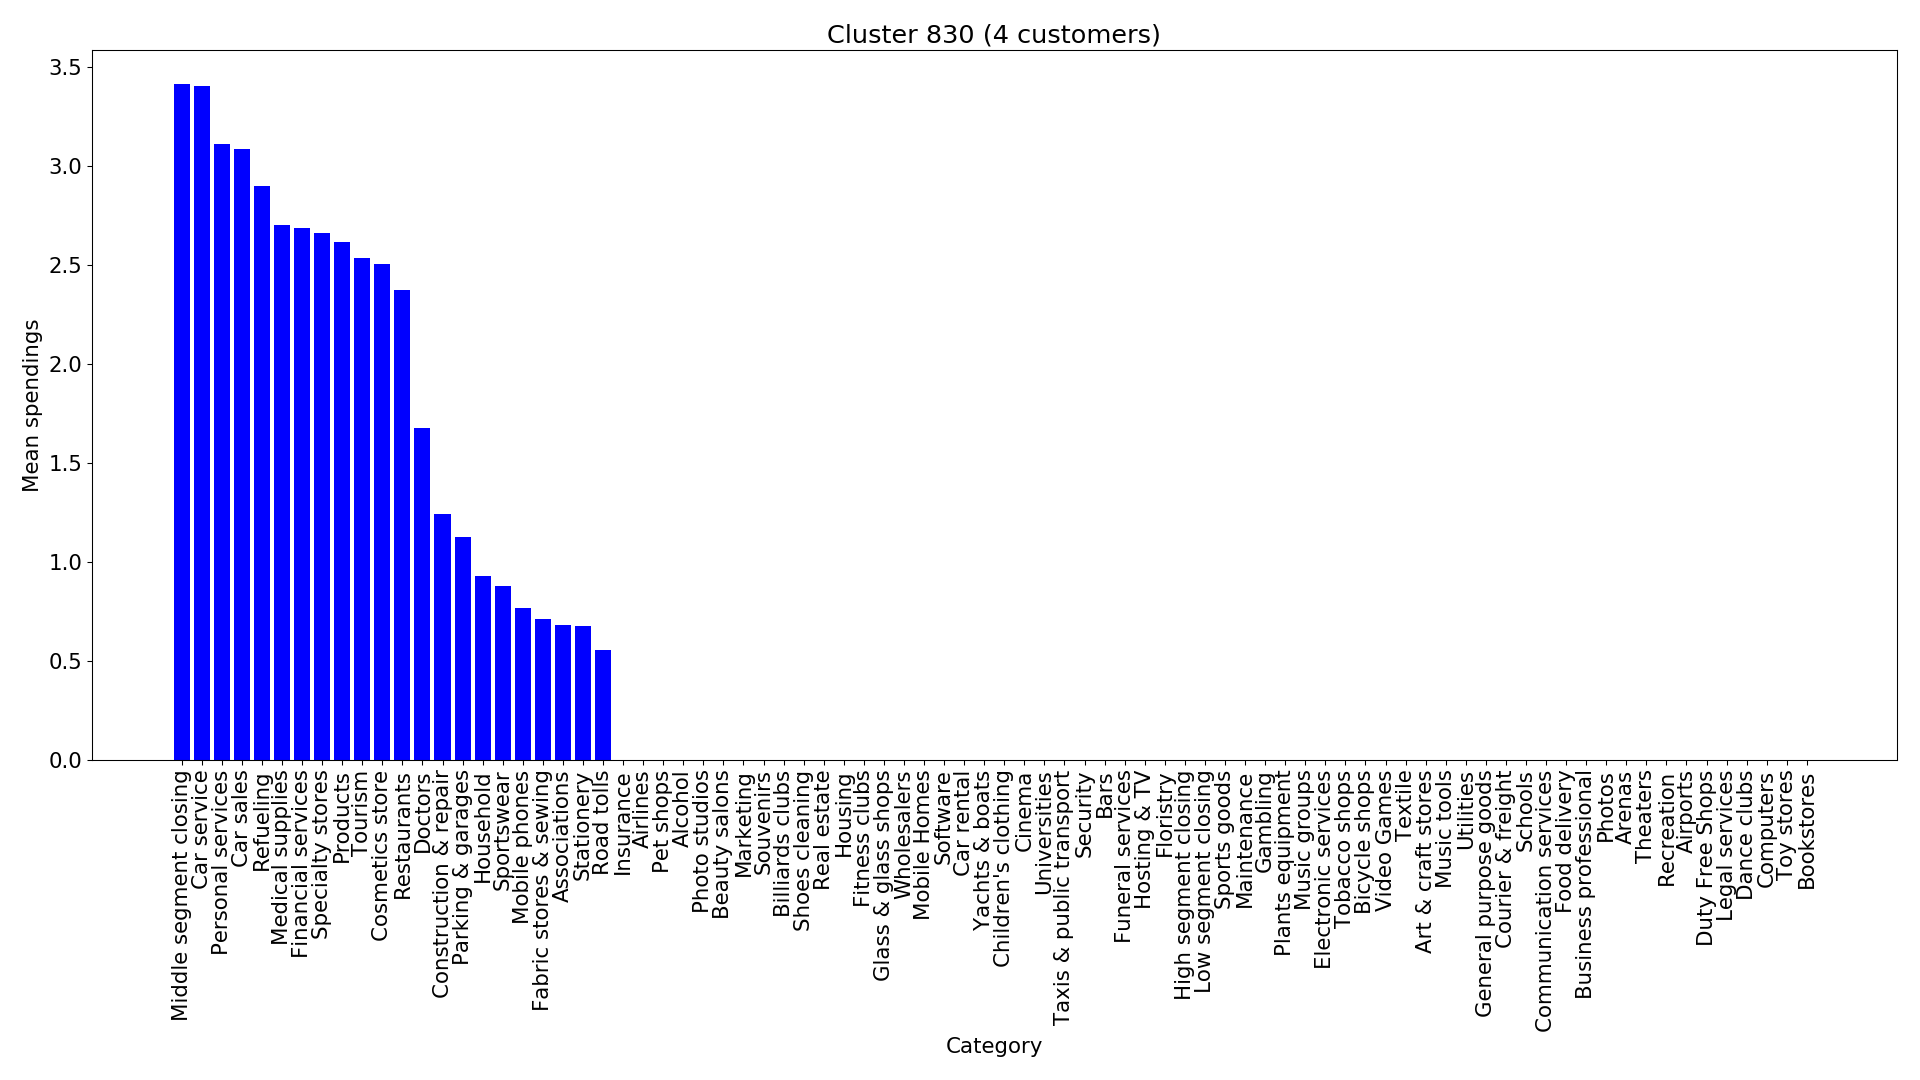 Cluster 830 (4 customers)
3.5
3.0
2.5
2.0
1.5
1.0
0.5
0.0
Mean spendings
Middle segment closing
Car service
Personal services
Car sales
Refueling
Medical supplies
Financial services
Specialty stores
Products
Tourism
Cosmetics store
Restaurants
Doctors
Construction & repair
Parking & garages
Household
Sportswear
Mobile phones
Fabric stores & sewing
Associations
Stationery
Road tolls
Insurance
Airlines
Pet shops
Alcohol
Photo studios
Beauty salons
Marketing
Souvenirs
Billiards clubs
Shoes cleaning
Real estate
Housing
Fitness clubs
Glass & glass shops
Wholesalers
Mobile Homes
Software
Car rental
Yachts & boats
Children's clothing
Cinema
Universities
Taxis & public transport
Security
Bars
Funeral services
Hosting & TV
Floristry
High segment closing
Low segment closing
Sports goods
Maintenance
Gambling
Plants equipment
Music groups
Electronic services
Tobacco shops
Bicycle shops
Video Games
Textile
Art & craft stores
Music tools
Utilities
General purpose goods
Courier & freight
Schools
Communication services
Food delivery
Business professional
Photos
Arenas
Theaters
Recreation
Airports
Duty Free Shops
Legal services
Dance clubs
Computers
Toy stores
Bookstores
Category